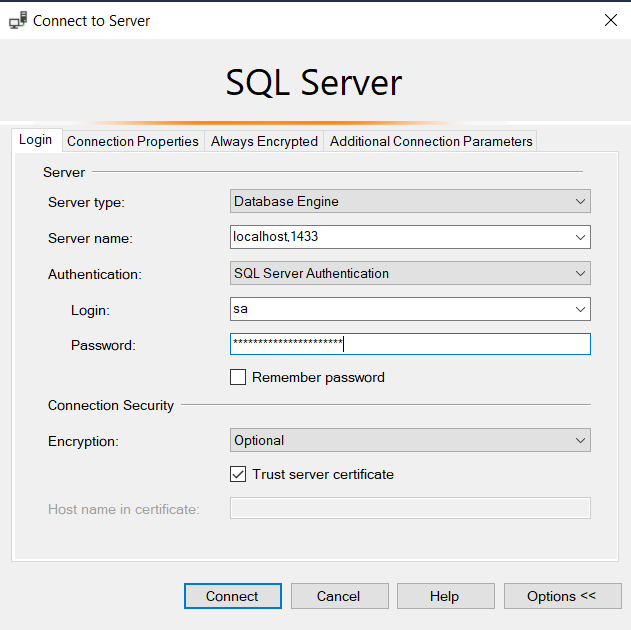 Connect to Server
SQL Server
Login Connection Properties Always Encrypted Additional Connection Parameters
Server
Server type: Database Engine
Server name: localhost,1433
Authentication: SQL Server Authentication
Login: sa
Password: **********************
Remember password
Connection Security
Encryption: Optional
Trust server certificate
Host name in certificate:
Connect Cancel Help Options <<